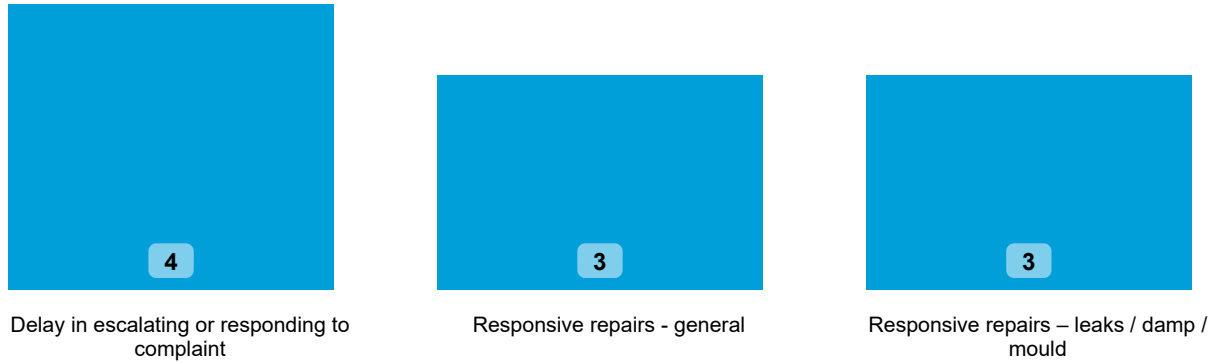 4
3
3
Delay in escalating or responding to
complaint
Responsive repairs - general
Responsive repairs – leaks / damp /
mould